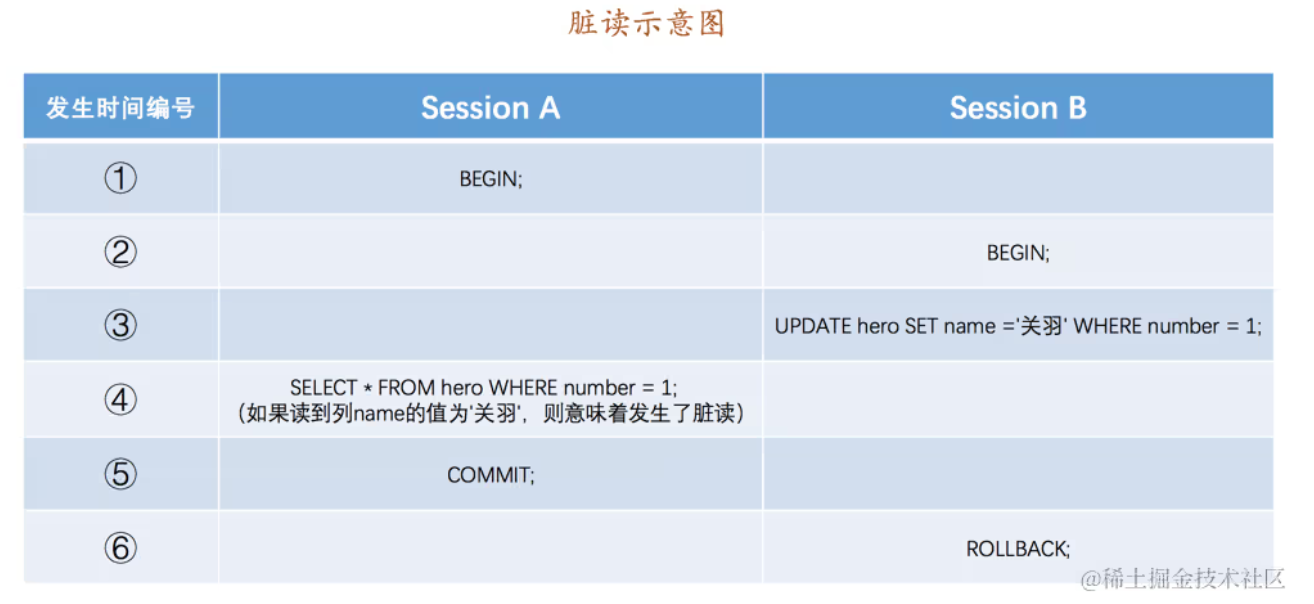 脏读示意图
发生时间编号 Session A Session B
① BEGIN;
② BEGIN;
③ UPDATE hero SET name ='关羽' WHERE number = 1;
④ SELECT * FROM hero WHERE number = 1;
（如果读到列name的值为'关羽'，则意味着发生了脏读）
⑤ COMMIT;
⑥ ROLLBACK;
@稀土掘金技术社区